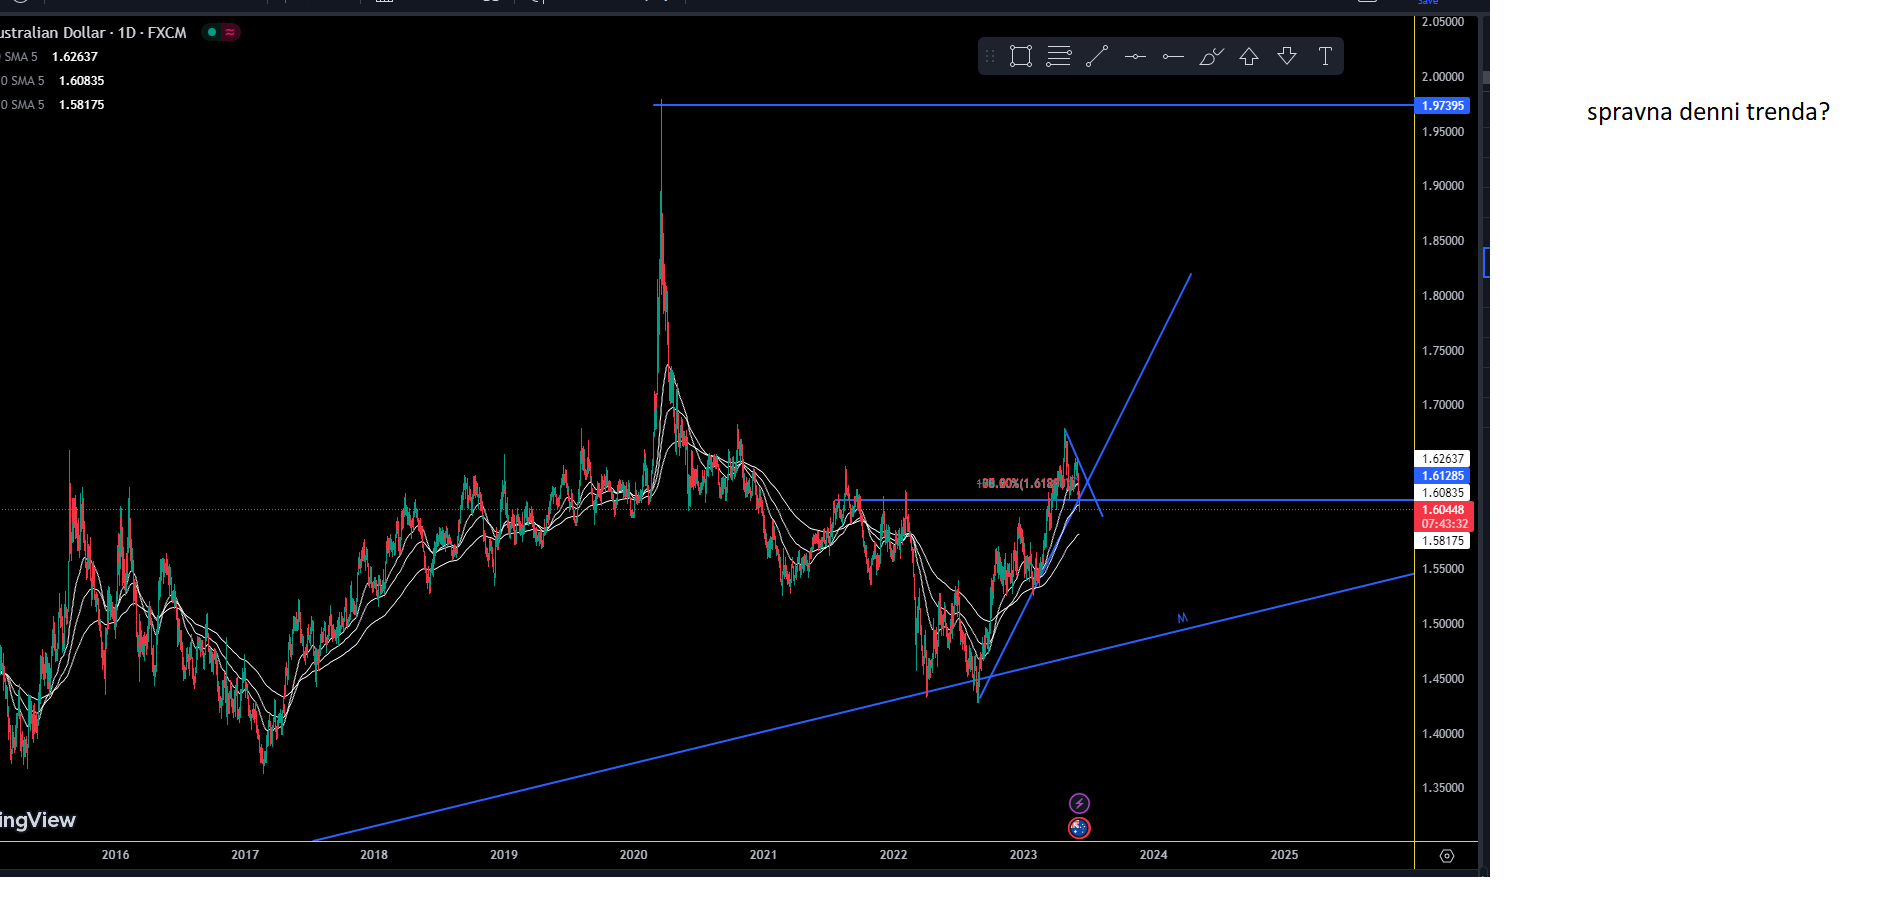 ustralian Dollar · 1D · FXCM
SMA 5 1.62637
0 SMA 5 1.60835
0 SMA 5 1.58175
T
save
spravna denni trenda?
2.05000
2.00000
1.97395
1.95000
1.90000
1.85000
1.80000
1.75000
1.70000
1.62637
1.61285
1.60835
1.60448
07:43:32
1.58175
1.55000
1.50000
1.45000
1.40000
1.35000
M
ingView
2016 2017 2018 2019 2020 2021 2022 2023 2024 2025